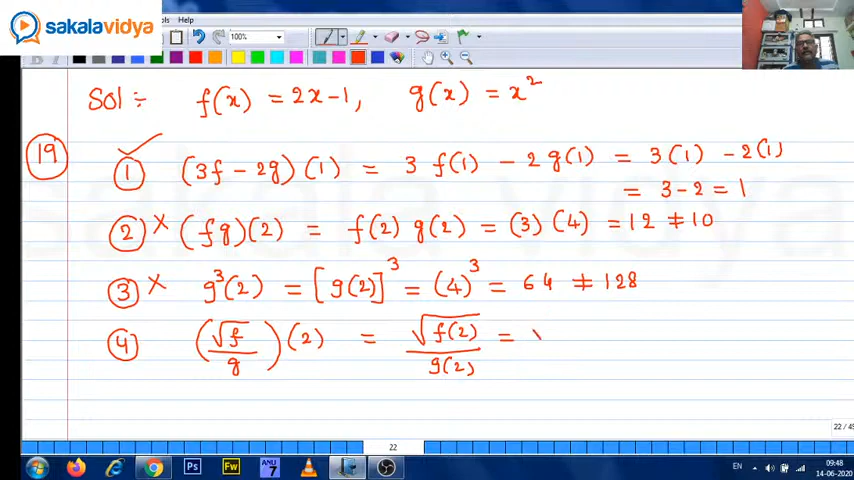 sakalavidya
Help
100%
Sol :- f(x) = 2x-1, g(x) = x²
19
1 (3f - 2g)(1) = 3 f(1) - 2 g(1) = 3(1) - 2(1)
= 3 - 2 = 1
2 × (fg)(2) = f(2) g(2) = (3)(4) = 12 ≠ 10
3 × g³(2) = [g(2)]³ = (4)³ = 64 ≠ 128
4 (√f / g)(2) = √f(2) / g(2) =
22
EN 09:48
14-06-2020